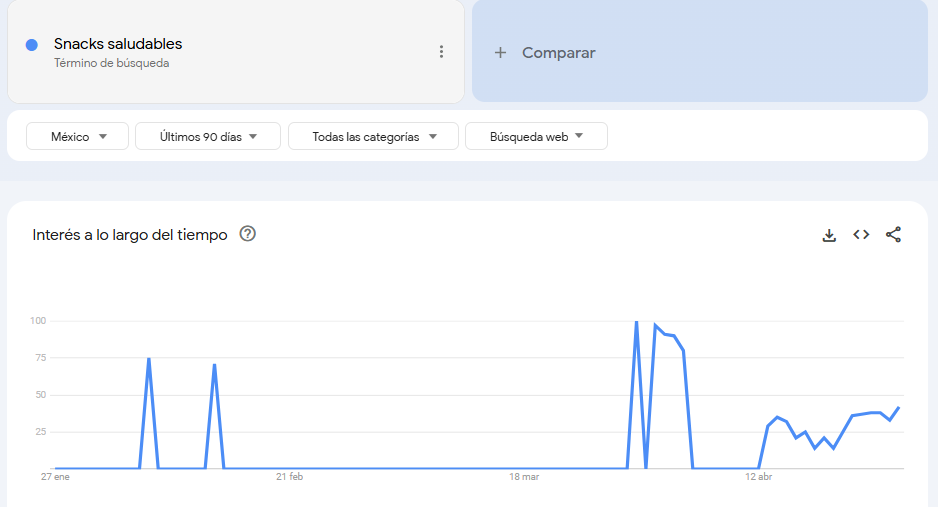 Snacks saludables
Término de búsqueda
+ Comparar
México
Últimos 90 días
Todas las categorías
Búsqueda web
Interés a lo largo del tiempo
100
75
50
25
27 ene
21 feb
18 mar
12 abr